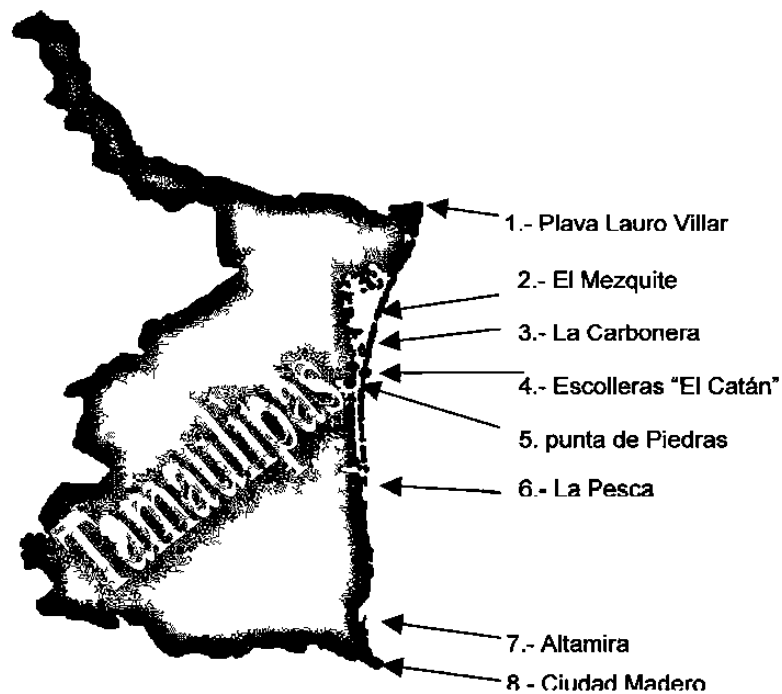 1.- Plava Lauro Villar
2.- El Mezquite
3.- La Carbonera
4.- Escolleras “El Catán”
5. punta de Piedras
6.- La Pesca
Tamaulipas
7.- Altamira
8.- Ciudad Madero